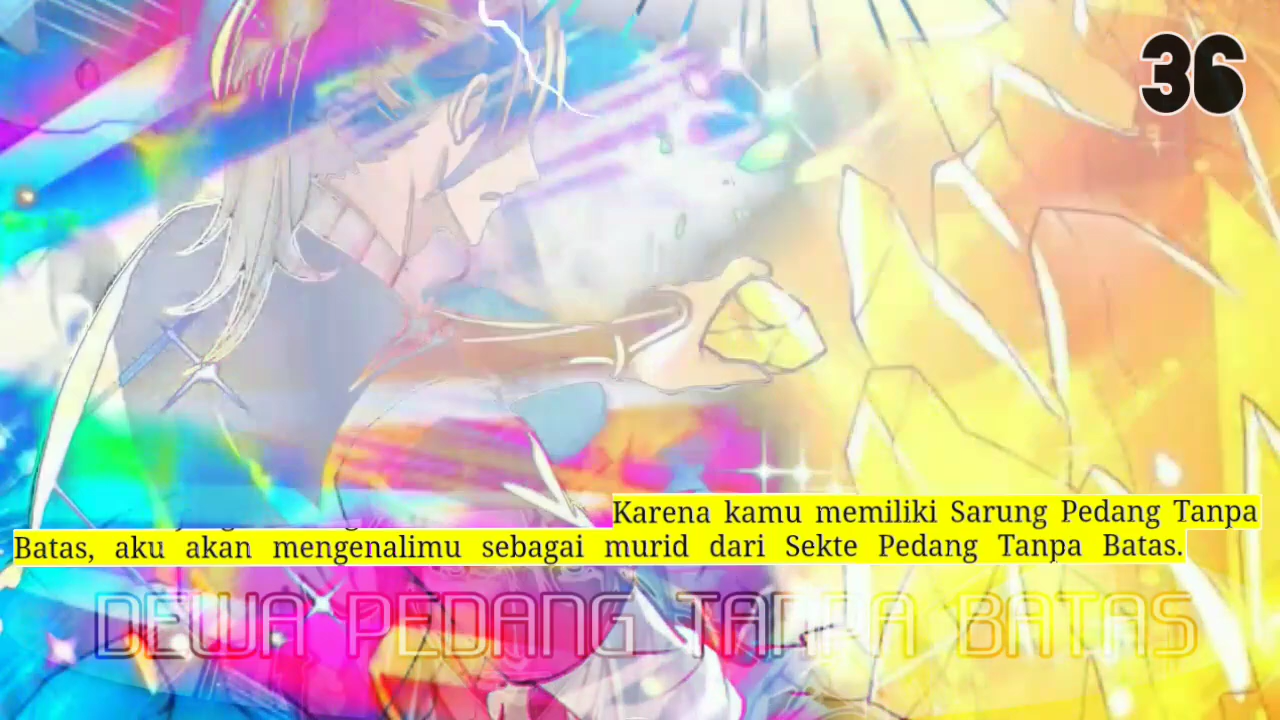 36
Karena kamu memiliki Sarung Pedang Tanpa
Batas, aku akan mengenalimu sebagai murid dari Sekte Pedang Tanpa Batas.
DEWA PEDANG TANPA BATAS